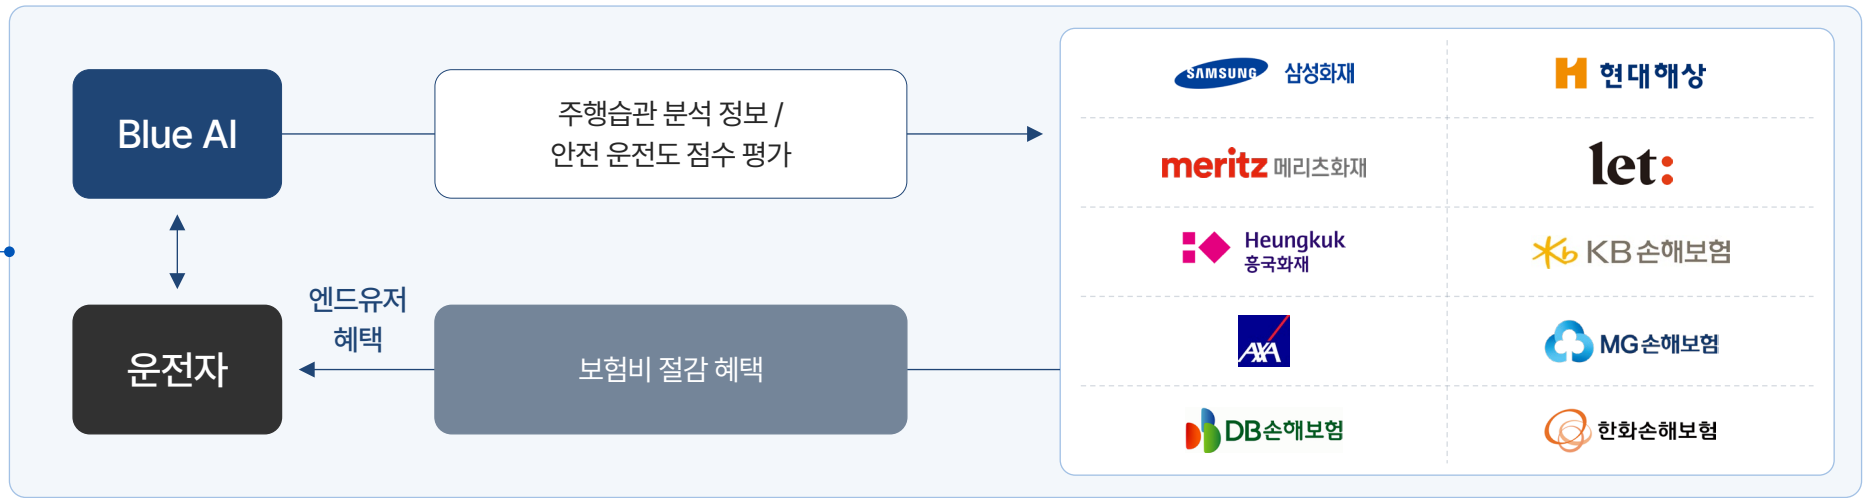 Blue AI
주행습관 분석 정보 /
안전 운전도 점수 평가
운전자
엔드유저
혜택
보험비 절감 혜택
SAMSUNG 삼성화재
현대해상
meritz 메리츠화재
let:
Heungkuk
흥국화재
KB 손해보험
AXA
MG손해보험
DB손해보험
한화손해보험